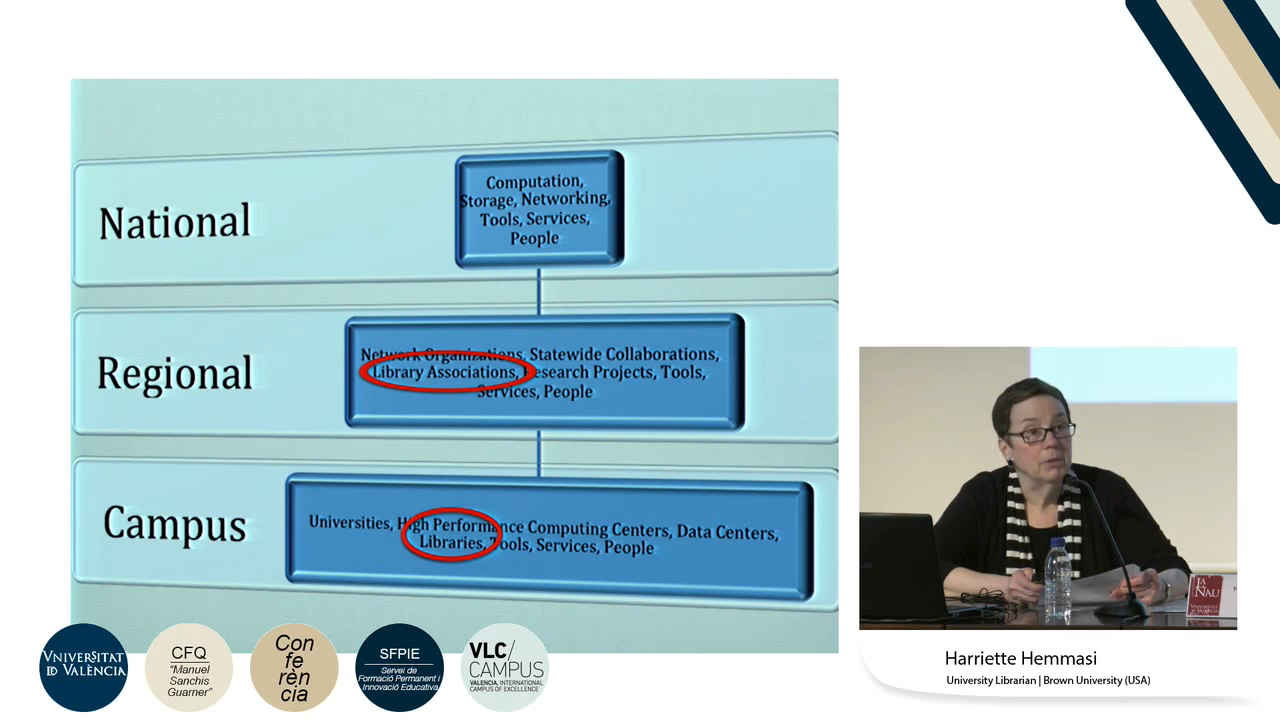 National
Computation,
Storage, Networking,
Tools, Services,
People
Regional
Network Organizations, Statewide Collaborations,
Library Associations, Research Projects, Tools,
Services, People
Campus
Universities, High Performance Computing Centers, Data Centers,
Libraries, Tools, Services, People
VNIVERSITAT
ID VALÈNCIA
CFQ
"Manuel
Sanchis
Guarner"
Con
fe
rèn
cia
SFPIE
Servei de
Formació Permanent i
Innovació Educativa
VLC/
CAMPUS
VALENCIA, INTERNATIONAL
CAMPUS OF EXCELLENCE
JA
NAU
Harriette Hemmasi
University Librarian | Brown University (USA)